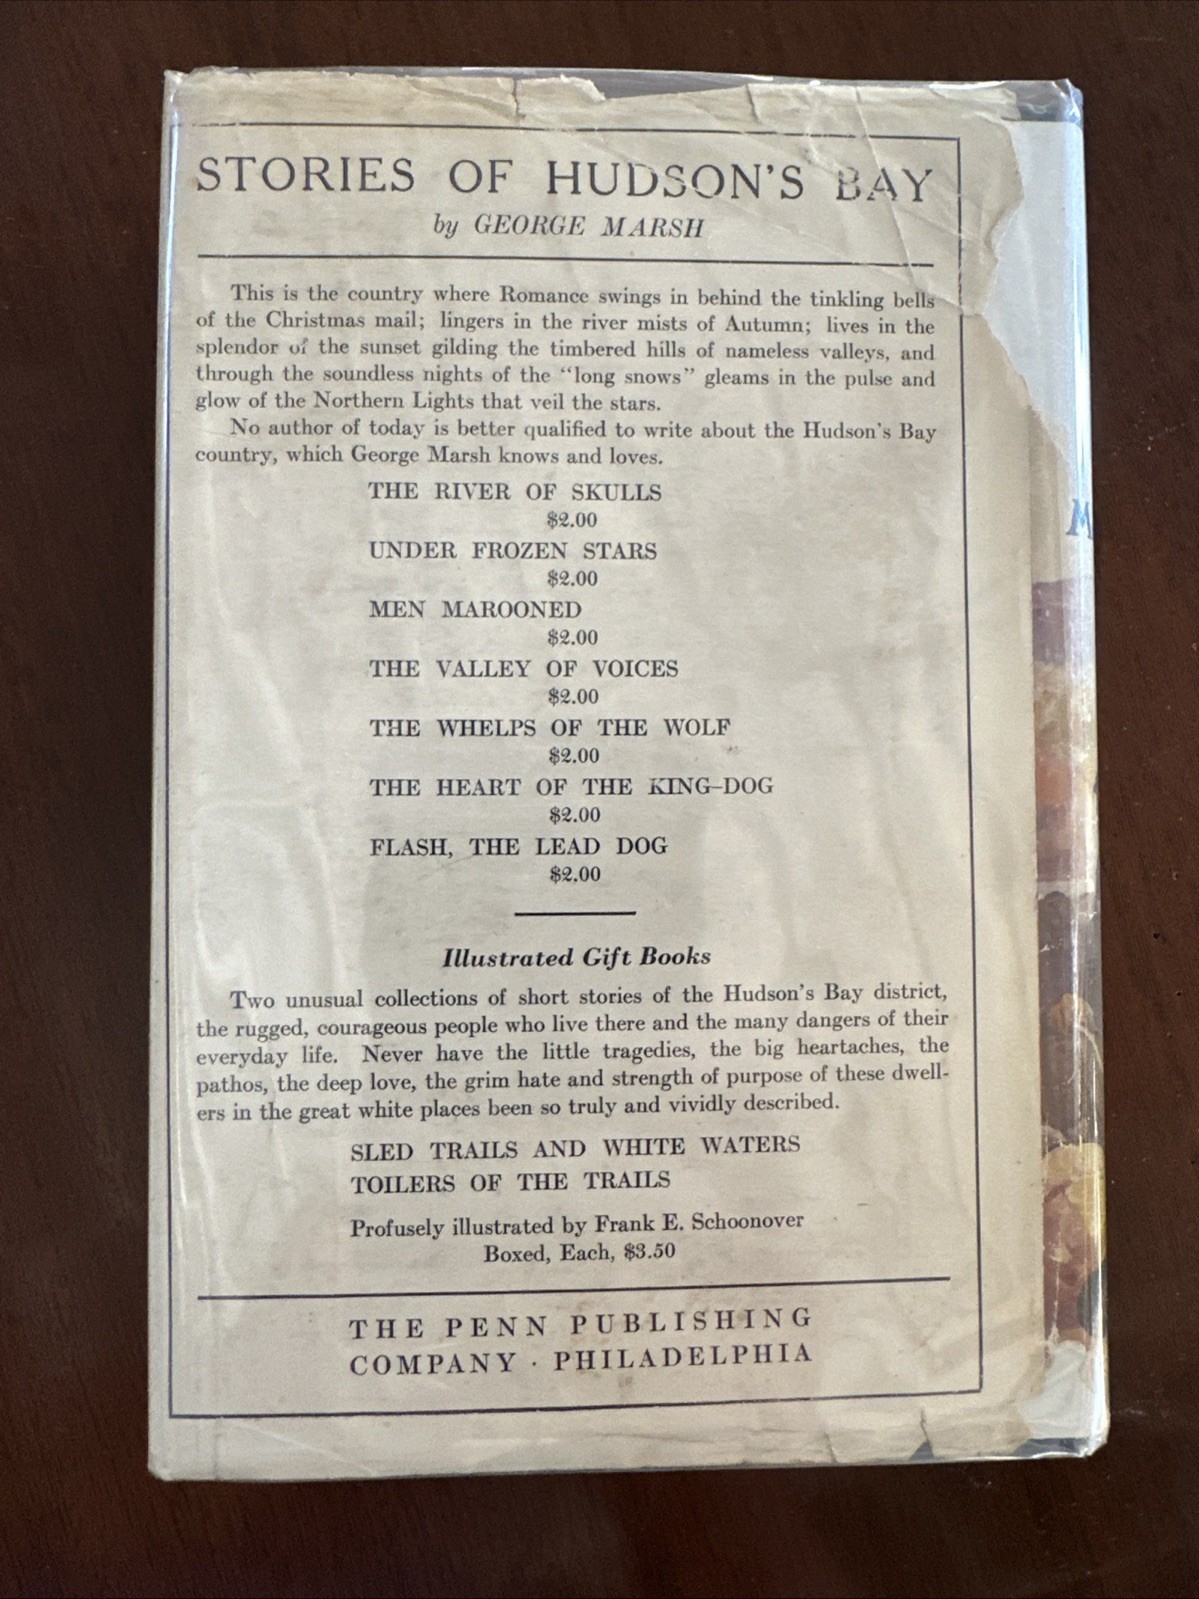 STORIES OF HUDSON'S BAY
by GEORGE MARSH
This is the country where Romance swings in behind the tinkling bells
of the Christmas mail; lingers in the river mists of Autumn; lives in the
splendor of the sunset gilding the timbered hills of nameless valleys, and
through the soundless nights of the “long snows” gleams in the pulse and
glow of the Northern Lights that veil the stars.
No author of today is better qualified to write about the Hudson's Bay
country, which George Marsh knows and loves.
THE RIVER OF SKULLS
$2.00
UNDER FROZEN STARS
$2.00
MEN MAROONED
$2.00
THE VALLEY OF VOICES
$2.00
THE WHELPS OF THE WOLF
$2.00
THE HEART OF THE KING-DOG
$2.00
FLASH, THE LEAD DOG
$2.00
Illustrated Gift Books
Two unusual collections of short stories of the Hudson's Bay district,
the rugged, courageous people who live there and the many dangers of their
everyday life. Never have the little tragedies, the big heartaches, the
pathos, the deep love, the grim hate and strength of purpose of these dwell-
ers in the great white places been so truly and vividly described.
SLED TRAILS AND WHITE WATERS
TOILERS OF THE TRAILS
Profusely illustrated by Frank E. Schoonover
Boxed, Each, $3.50
THE PENN PUBLISHING
COMPANY · PHILADELPHIA
M